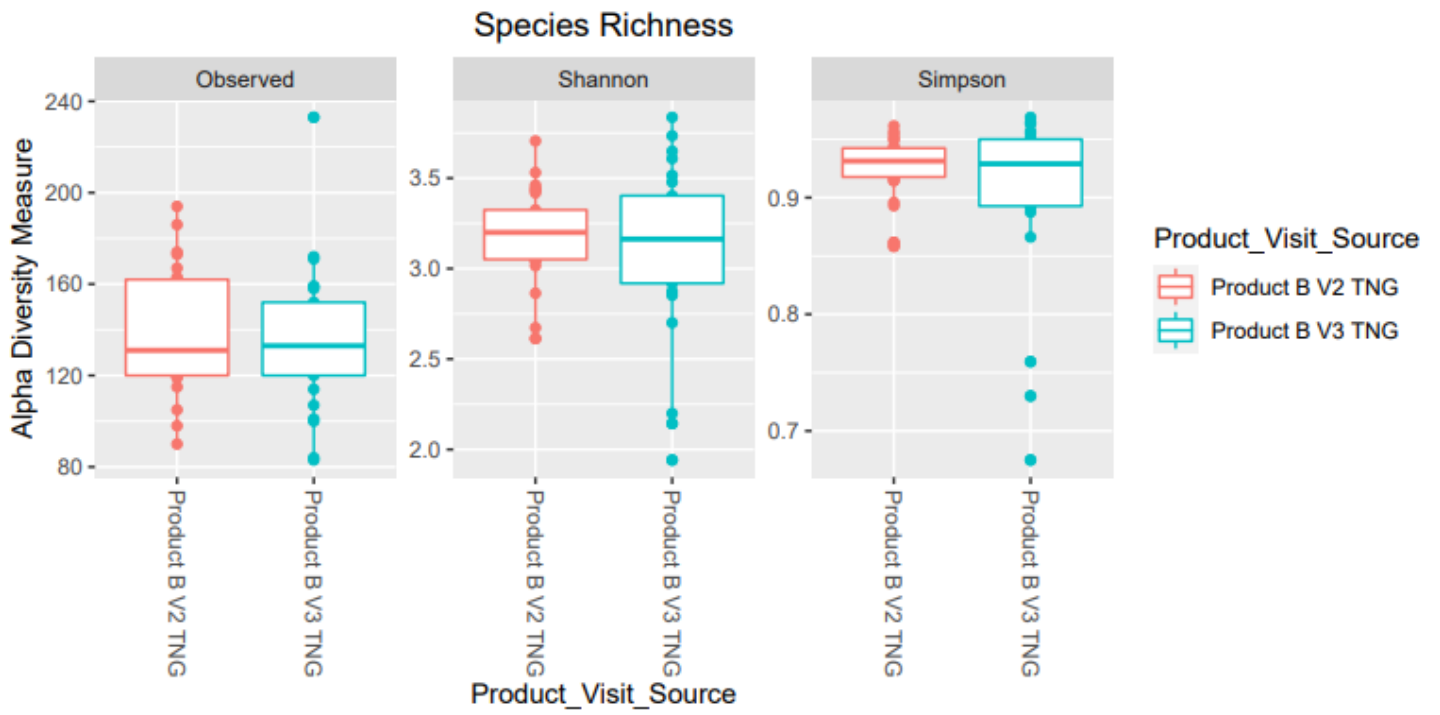 Species Richness
Observed
Shannon
Simpson
Alpha Diversity Measure
240
200
160
120
80
3.5
3.0
2.5
2.0
0.9
0.8
0.7
Product B V2 TNG
Product B V3 TNG
Product B V2 TNG
Product B V3 TNG
Product B V2 TNG
Product B V3 TNG
Product_Visit_Source
Product_Visit_Source
Product B V2 TNG
Product B V3 TNG